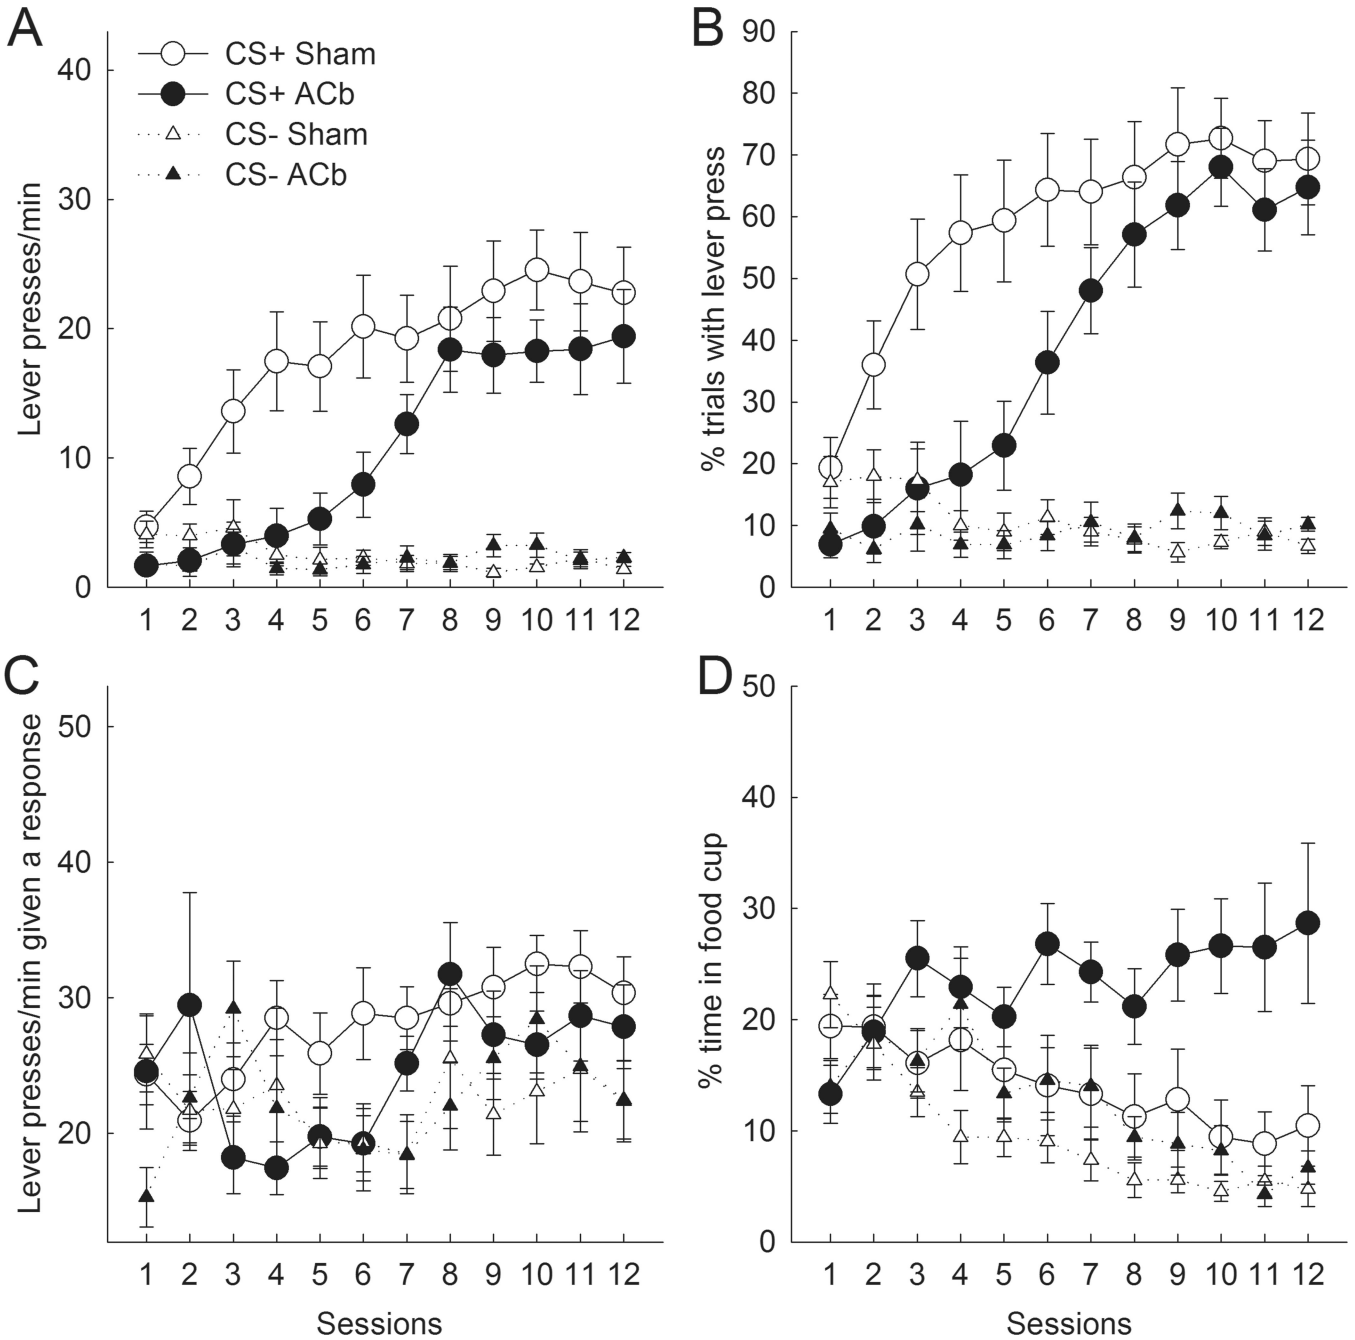 A
CS+ Sham
CS+ ACb
CS- Sham
CS- ACb
Lever presses/min
40
30
20
10
0
1 2 3 4 5 6 7 8 9 10 11 12
B
% trials with lever press
90
80
70
60
50
40
30
20
10
0
1 2 3 4 5 6 7 8 9 10 11 12
C
Lever presses/min given a response
50
40
30
20
1 2 3 4 5 6 7 8 9 10 11 12
Sessions
D
% time in food cup
50
40
30
20
10
0
1 2 3 4 5 6 7 8 9 10 11 12
Sessions